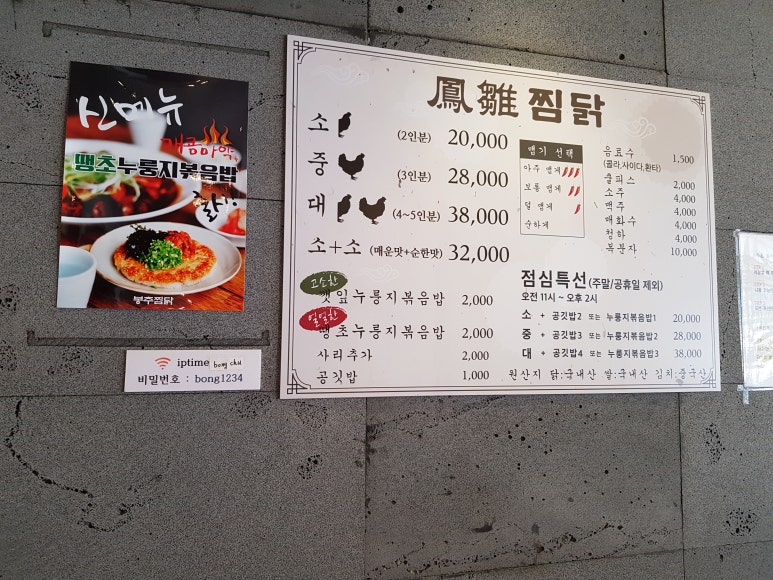 신메뉴
개콤아악
땡초누룽지볶음밥
봉추찜닭
iptime bong chu
비밀번호 : bong1234
鳳雛 찜닭
소 (2인분) 20,000
중 (3인분) 28,000
대 (4~5인분) 38,000
소+소 (매운맛+순한맛) 32,000
고소한
깻잎누룽지볶음밥 2,000
얼얼한
땡초누룽지볶음밥 2,000
사리추가 2,000
공깃밥 1,000
맵기 선택
아주 맵게
보통 맵게
덜 맵게
순하게
음료수 1,500
(콜라,사이다,환타)
쿨피스 2,000
소주 4,000
맥주 4,000
매화수 4,000
청하 4,000
복분자 10,000
점심특선(주말/공휴일 제외)
오전 11시 ~ 오후 2시
소 + 공깃밥2 또는 누룽지볶음밥1 20,000
중 + 공깃밥3 또는 누룽지볶음밥2 28,000
대 + 공깃밥4 또는 누룽지볶음밥3 38,000
원산지 닭:국내산 쌀:국내산 김치:중국산